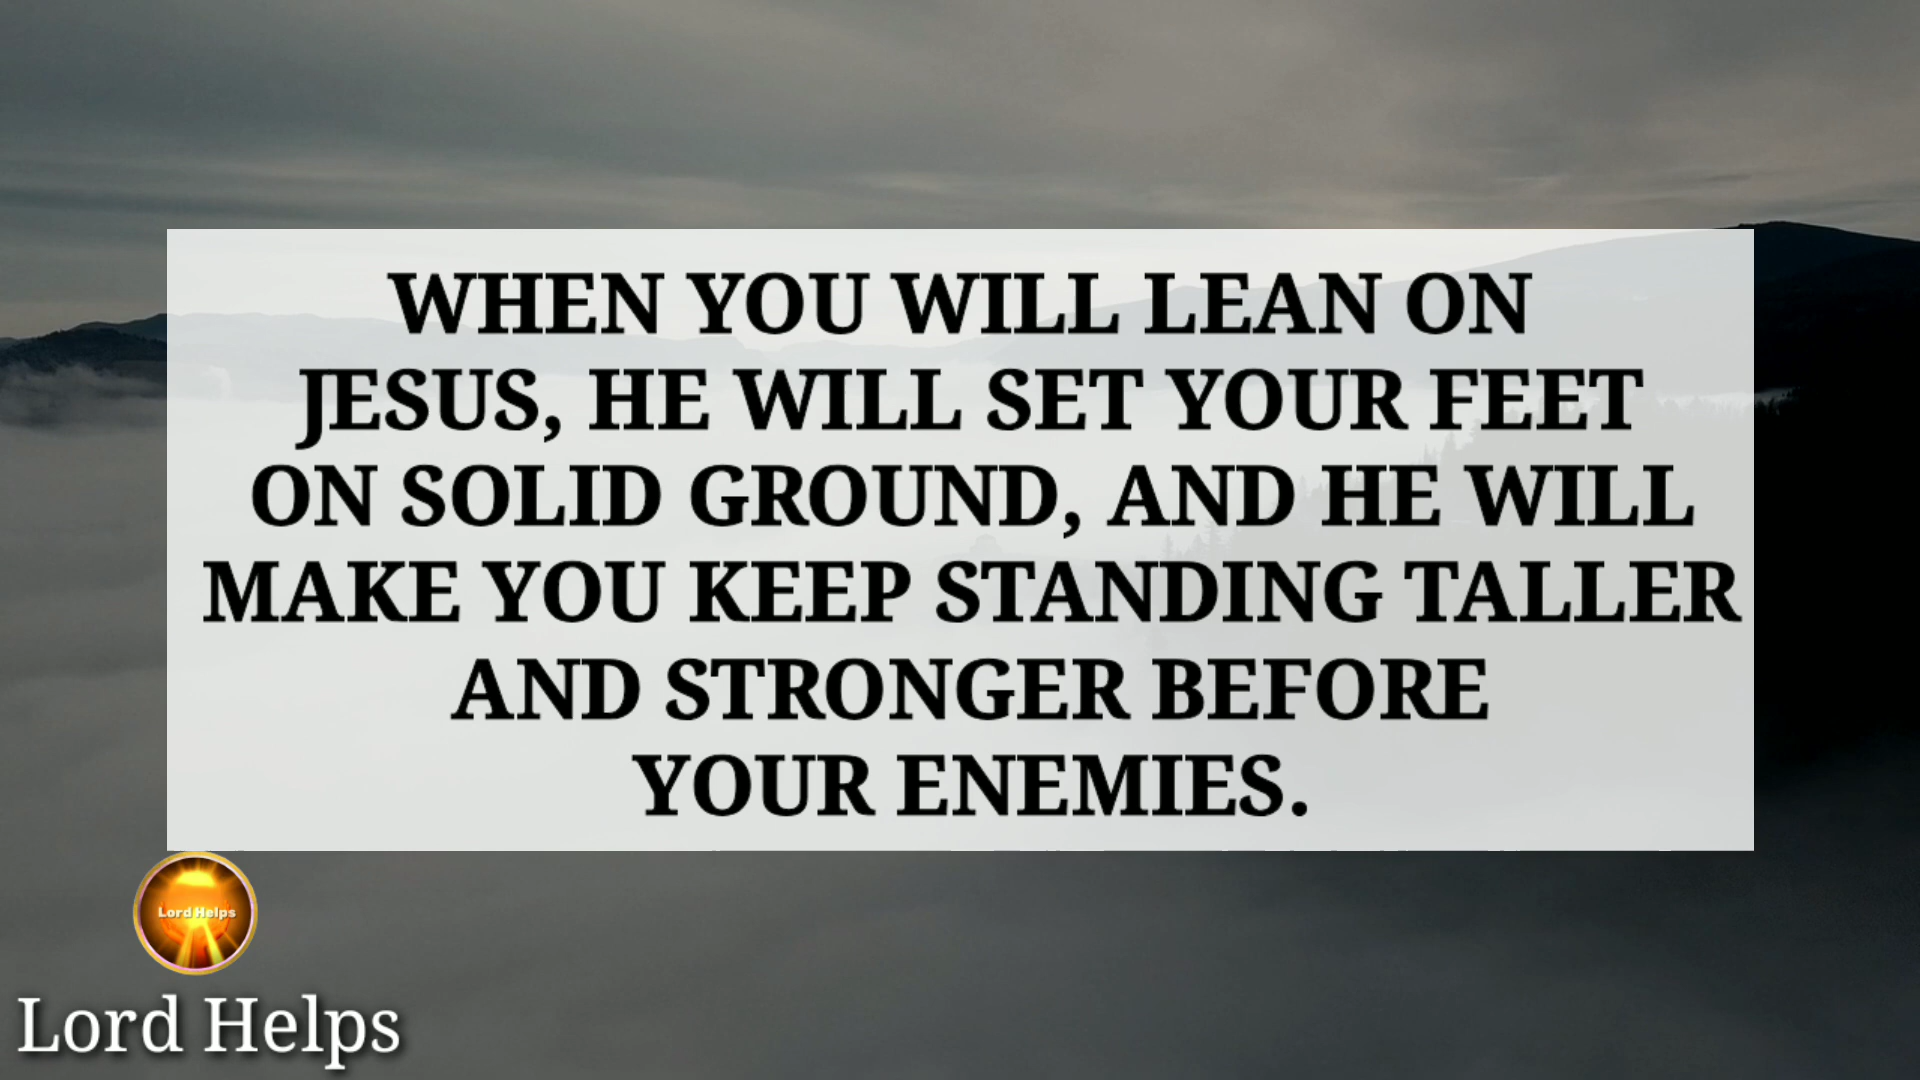 WHEN YOU WILL LEAN ON
JESUS, HE WILL SET YOUR FEET
ON SOLID GROUND, AND HE WILL
MAKE YOU KEEP STANDING TALLER
AND STRONGER BEFORE
YOUR ENEMIES.
Lord Helps
Lord Helps